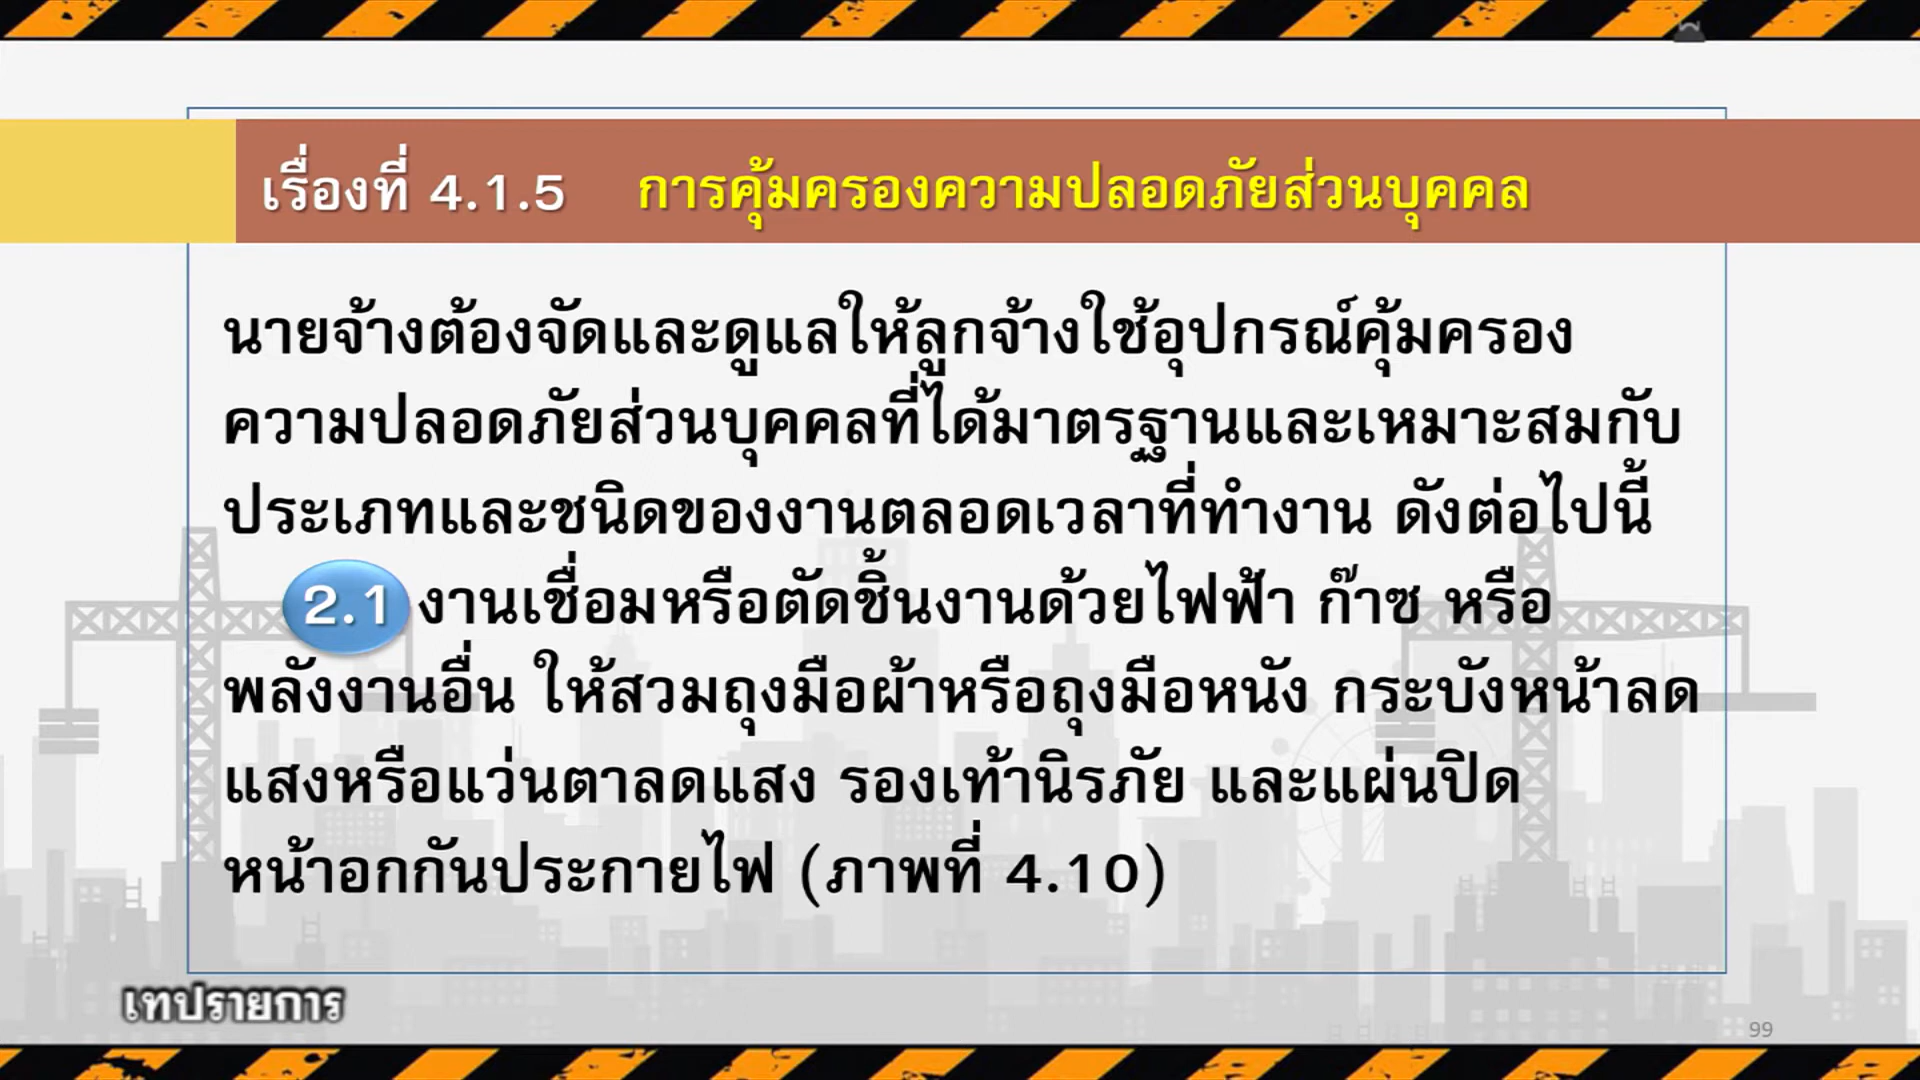 เรื่องที่ 4.1.5 การคุ้มครองความปลอดภัยส่วนบุคคล
นายจ้างต้องจัดและดูแลให้ลูกจ้างใช้อุปกรณ์คุ้มครอง
ความปลอดภัยส่วนบุคคลที่ได้มาตรฐานและเหมาะสมกับ
ประเภทและชนิดของงานตลอดเวลาที่ทำงาน ดังต่อไปนี้
2.1 งานเชื่อมหรือตัดชิ้นงานด้วยไฟฟ้า ก๊าซ หรือ
พลังงานอื่น ให้สวมถุงมือผ้าหรือถุงมือหนัง กระบังหน้าลด
แสงหรือแว่นตาลดแสง รองเท้านิรภัย และแผ่นปิด
หน้าอกกันประกายไฟ (ภาพที่ 4.10)
เทปรายการ
99